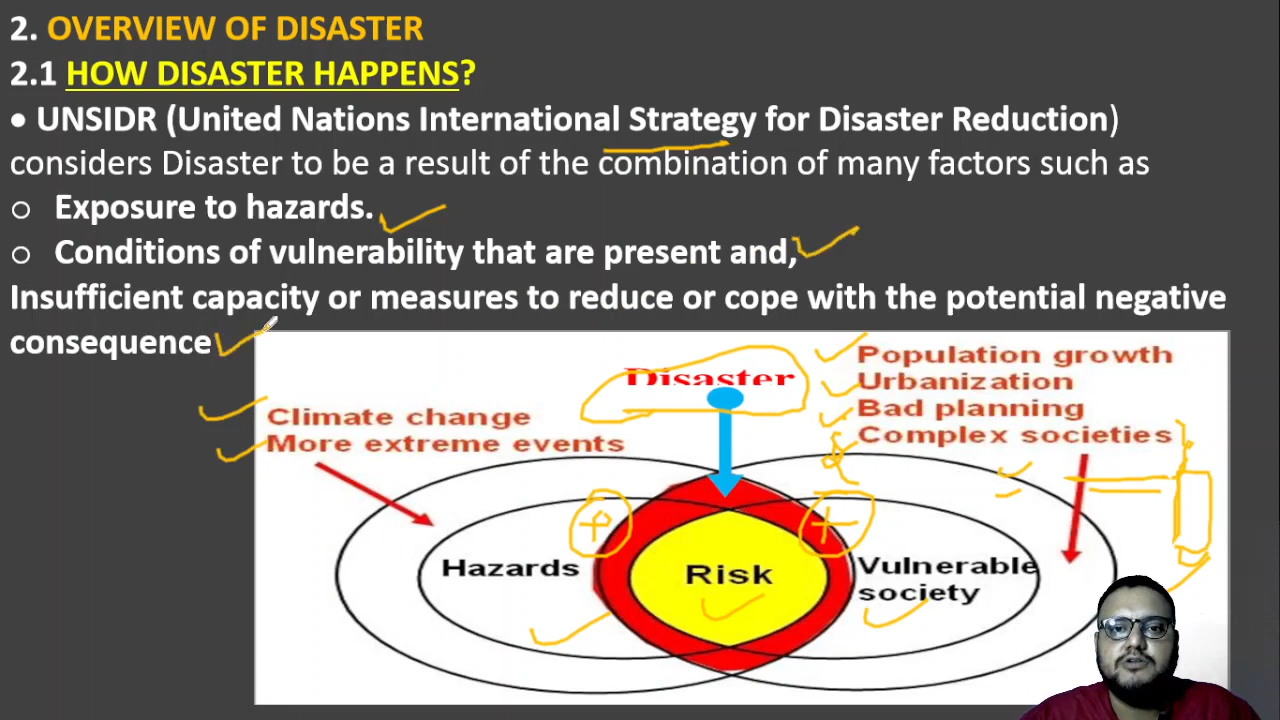 2. OVERVIEW OF DISASTER
2.1 HOW DISASTER HAPPENS?
• UNSIDR (United Nations International Strategy for Disaster Reduction)
considers Disaster to be a result of the combination of many factors such as
o Exposure to hazards.
o Conditions of vulnerability that are present and,
Insufficient capacity or measures to reduce or cope with the potential negative
consequence
Disaster
Population growth
Urbanization
Bad planning
Complex societies
Climate change
More extreme events
Hazards
Risk
Vulnerable
society